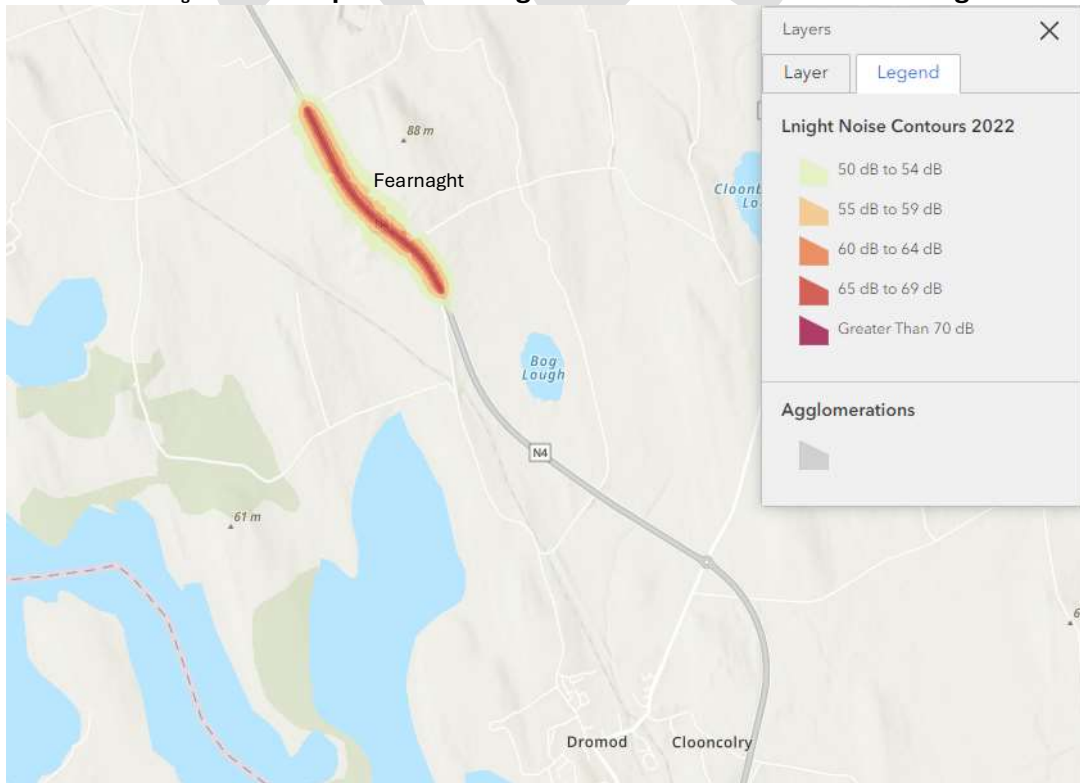 Layers
Layer Legend
Lnight Noise Contours 2022
50 dB to 54 dB
55 dB to 59 dB
60 dB to 64 dB
65 dB to 69 dB
Greater Than 70 dB
Agglomerations
88 m
Fearnaght
Bog
Lough
N4
61 m
Dromod
Clooncolry